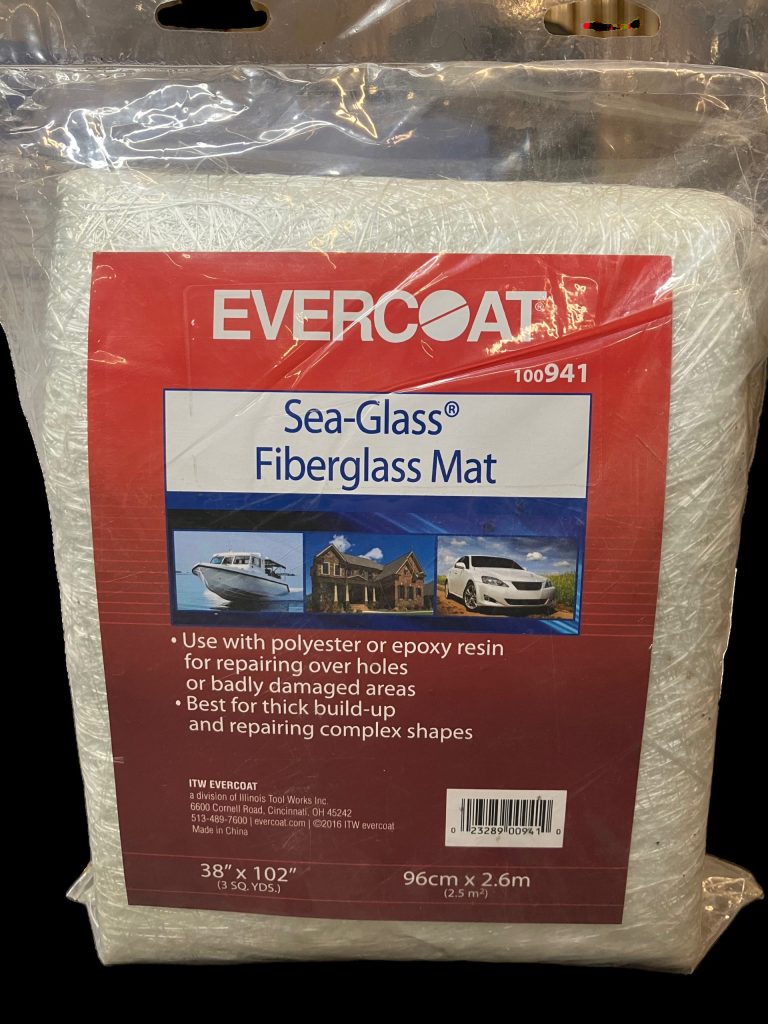 EVERCOAT®
100941
Sea-Glass®
Fiberglass Mat
• Use with polyester or epoxy resin
for repairing over holes
or badly damaged areas
• Best for thick build-up
and repairing complex shapes
ITW EVERCOAT
a division of Illinois Tool Works Inc.
6600 Cornell Road, Cincinnati, OH 45242
513-489-7600 | evercoat.com | ©2016 ITW evercoat
Made in China
0 23289 00941 0
38" x 102"
(3 SQ. YDS.)
96cm x 2.6m
(2.5 m²)